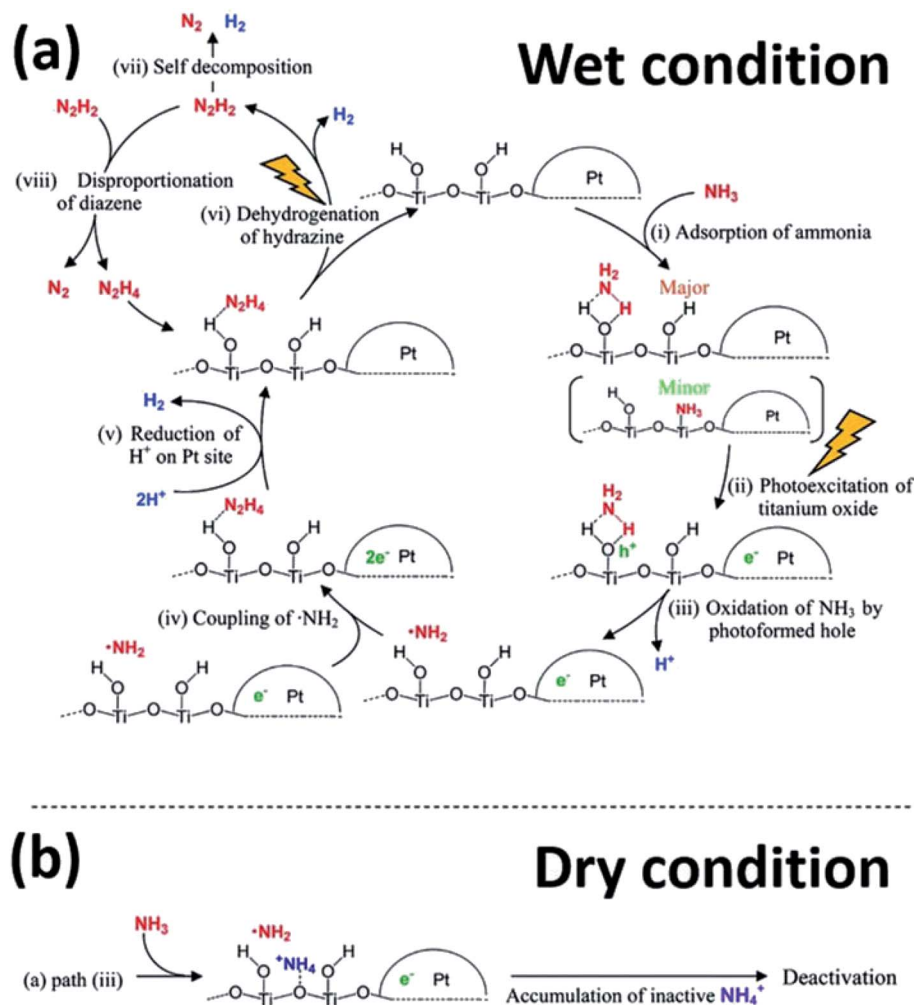 (a)
Wet condition
N₂ H₂
(vii) Self decomposition
N₂H₂ N₂H₂
H₂
(viii) Disproportionation
of diazene
(vi) Dehydrogenation
of hydrazine
N₂ N₂H₄
H H
O O
O Ti O Ti O Pt
NH₃
(i) Adsorption of ammonia
H₂
N Major
H H H
O O
O Ti O Ti O Pt
Minor
H
O NH₃
O Ti O Ti O Pt
(ii) Photoexcitation of
titanium oxide
H₂
N
H H H
O h⁺ O
O Ti O Ti O e⁻ Pt
(iii) Oxidation of NH₃ by
photoformed hole
H⁺
•NH₂
H H
O O
O Ti O Ti O e⁻ Pt
(iv) Coupling of ·NH₂
•NH₂
H H
O O
O Ti O Ti O e⁻ Pt
N₂H₄
H H
O O
O Ti O Ti O 2e⁻ Pt
H₂
(v) Reduction of
H⁺ on Pt site
2H⁺
N₂H₄
H H
O O
O Ti O Ti O Pt
(b)
Dry condition
NH₃
(a) path (iii)
•NH₂
H H
O ⁺NH₄ O
O Ti O Ti O e⁻ Pt
Accumulation of inactive NH₄⁺
Deactivation